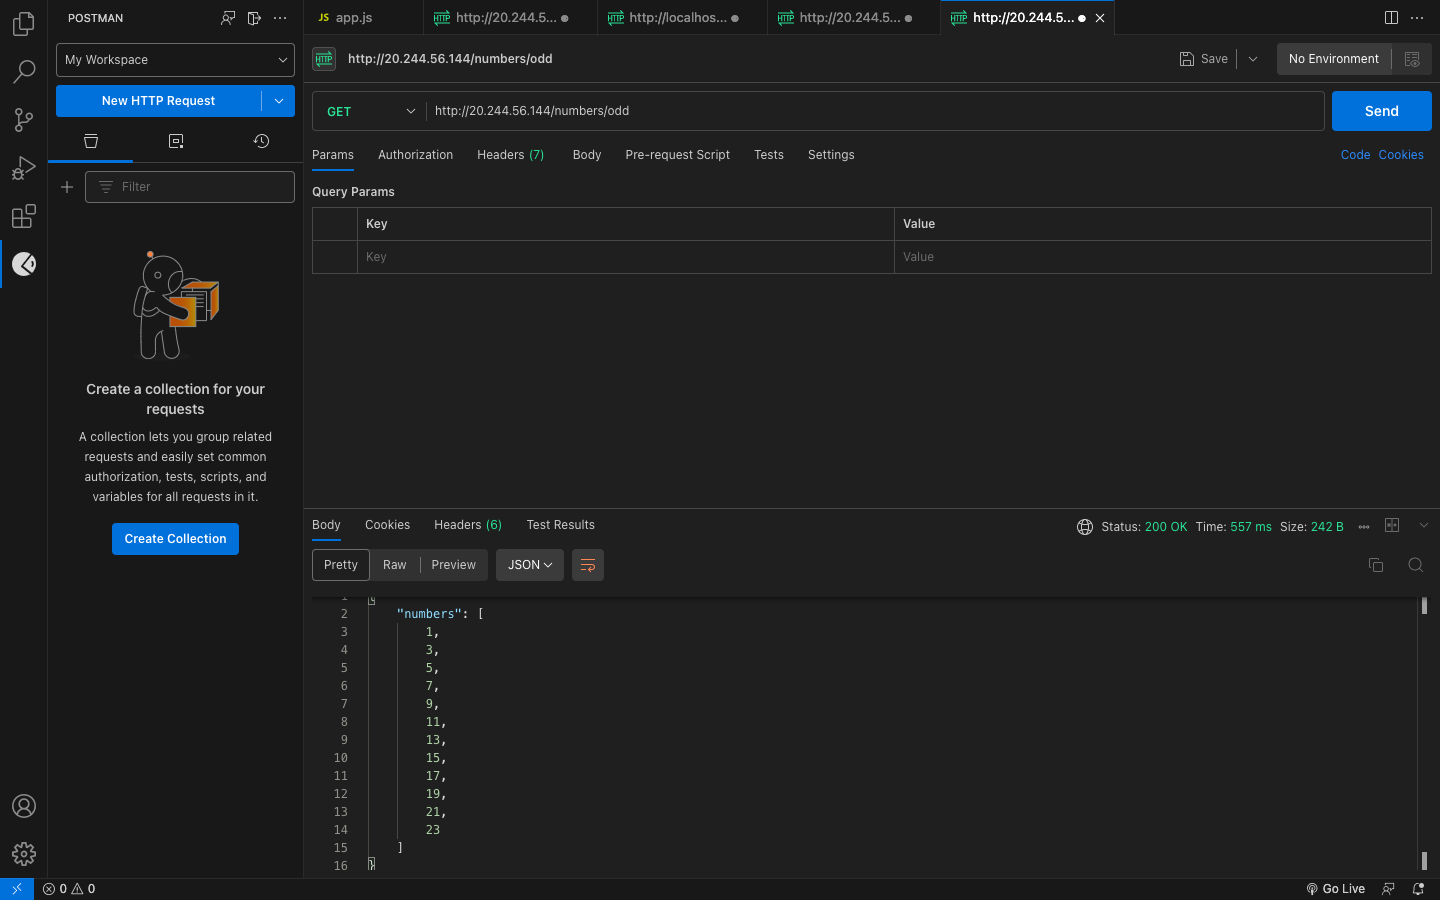 POSTMAN
My Workspace
New HTTP Request
Filter
Create a collection for your
requests
A collection lets you group related
requests and easily set common
authorization, tests, scripts, and
variables for all requests in it.
Create Collection
JS app.js
HTTP http://20.244.5...
HTTP http://localhos...
HTTP http://20.244.5...
HTTP http://20.244.5...
HTTP http://20.244.56.144/numbers/odd
Save
No Environment
GET http://20.244.56.144/numbers/odd
Send
Params Authorization Headers (7) Body Pre-request Script Tests Settings
Code Cookies
Query Params
Key Value
Key Value
Body Cookies Headers (6) Test Results
Status: 200 OK Time: 557 ms Size: 242 B
Pretty Raw Preview JSON
1 {
2 "numbers": [
3 1,
4 3,
5 5,
6 7,
7 9,
8 11,
9 13,
10 15,
11 17,
12 19,
13 21,
14 23
15 ]
16 }
0 0
Go Live